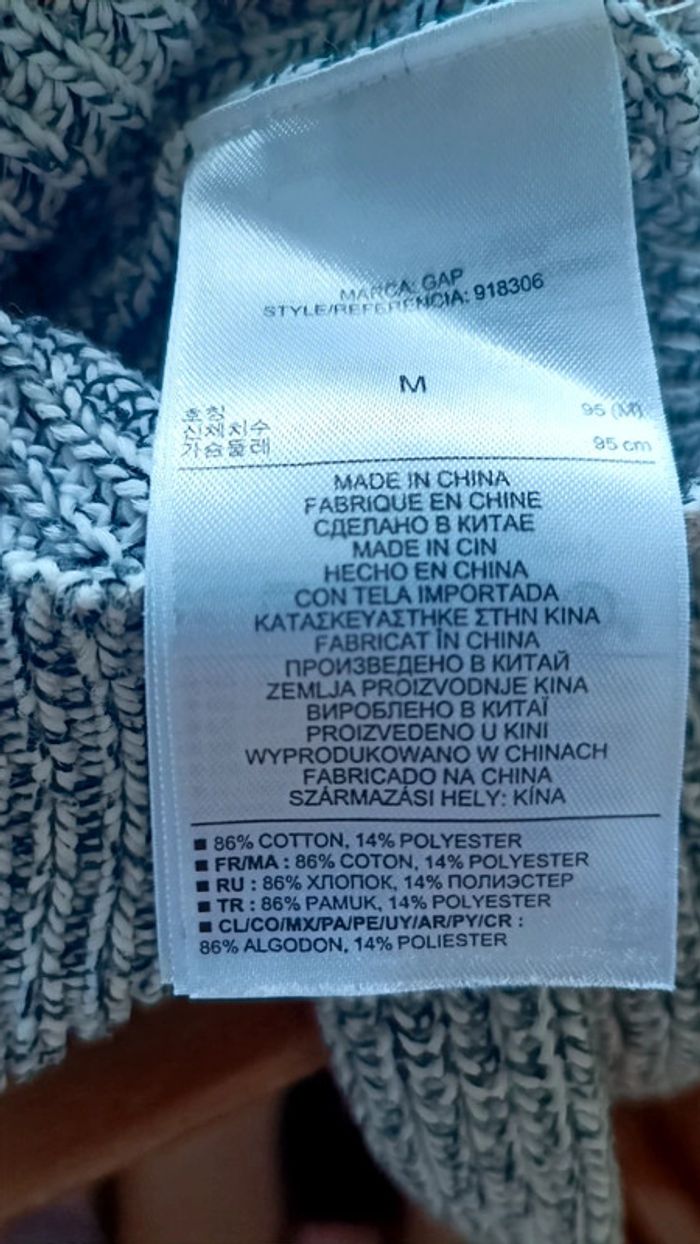 MARCA: GAP
STYLE/REFERENCIA: 918306
M
호칭 95 (M)
신체치수
가슴둘레 95 cm
MADE IN CHINA
FABRIQUE EN CHINE
СДЕЛАНО В КИТАЕ
MADE IN CIN
HECHO EN CHINA
CON TELA IMPORTADA
ΚΑΤΑΣΚΕΥΑΣΤΗΚΕ ΣΤΗΝ ΚΙΝΑ
FABRICAT ÎN CHINA
ПРОИЗВЕДЕНО В КИТАЙ
ZEMLJA PROIZVODNJE KINA
ВИРОБЛЕНО В КИТАЇ
PROIZVEDENO U KINI
WYPRODUKOWANO W CHINACH
FABRICADO NA CHINA
SZÁRMAZÁSI HELY: KÍNA
■ 86% COTTON, 14% POLYESTER
■ FR/MA : 86% COTON, 14% POLYESTER
■ RU : 86% ХЛОПОК, 14% ПОЛИЭСТЕР
■ TR : 86% PAMUK, 14% POLYESTER
■ CL/CO/MX/PA/PE/UY/AR/PY/CR :
86% ALGODON, 14% POLIESTER